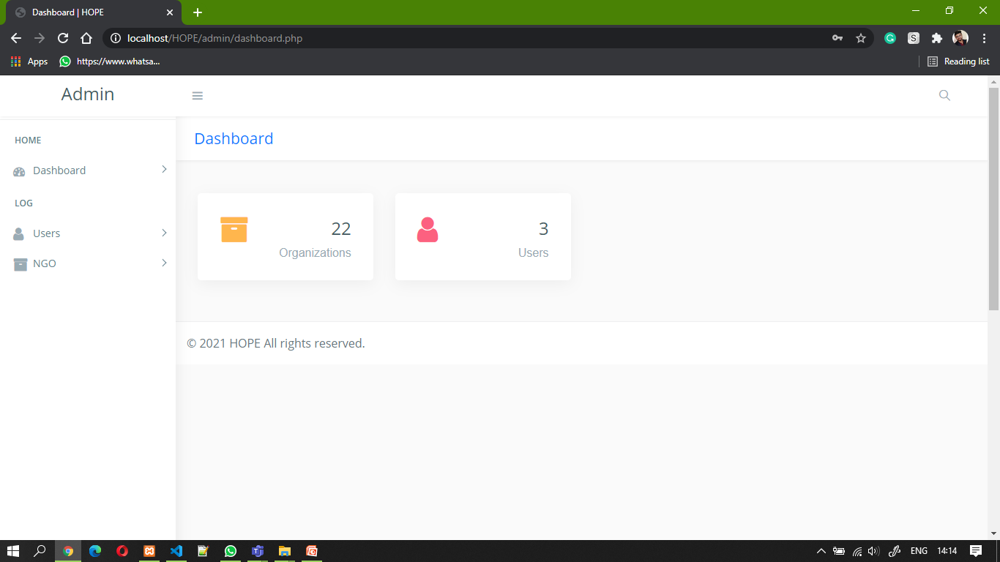 Dashboard | HOPE
localhost/HOPE/admin/dashboard.php
Apps
https://www.whatsa...
Reading list
Admin
Dashboard
HOME
Dashboard
LOG
Users
NGO
22
Organizations
3
Users
© 2021 HOPE All rights reserved.
ENG
14:14